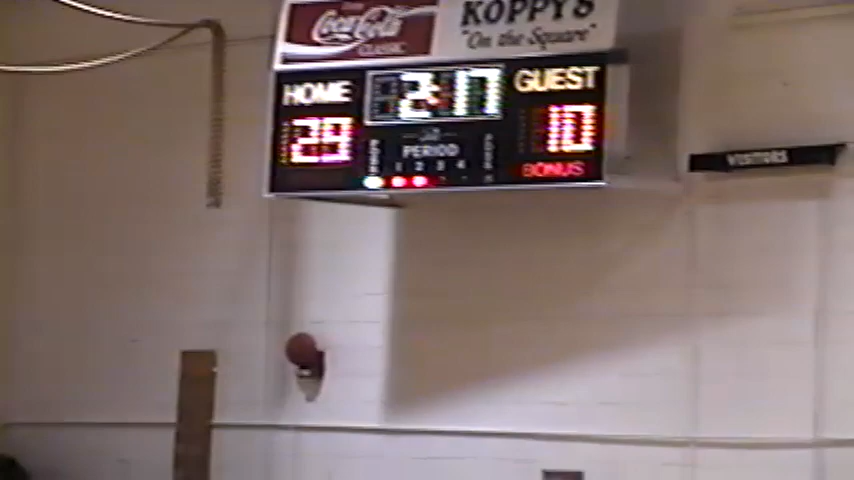 Coca-Cola
CLASSIC
KOPPY'S
"On the Square"
HOME
2:17
GUEST
29
10
PERIOD
1 2 3 4
BONUS
VISITORS